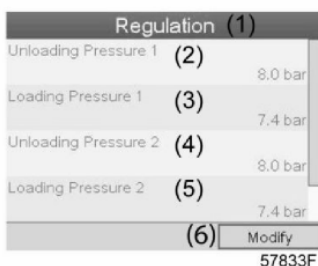 Regulation (1)
Unloading Pressure 1 (2)
8.0 bar
Loading Pressure 1 (3)
7.4 bar
Unloading Pressure 2 (4)
8.0 bar
Loading Pressure 2 (5)
7.4 bar
(6) Modify
57833F